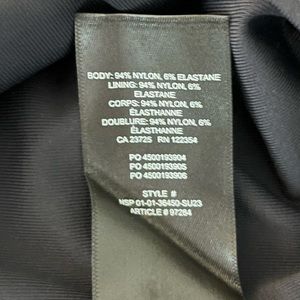 BODY: 94% NYLON, 6% ELASTANE
LINING: 94% NYLON, 6%
ELASTANE
CORPS: 94% NYLON, 6%
ÉLASTHANNE
DOUBLURE: 94% NYLON, 6%
ÉLASTHANNE
CA 23725 RN 122354
PO 4500193904
PO 4500193905
PO 4500193906
STYLE #
NSP 01-01-36450-SU23
ARTICLE # 97284